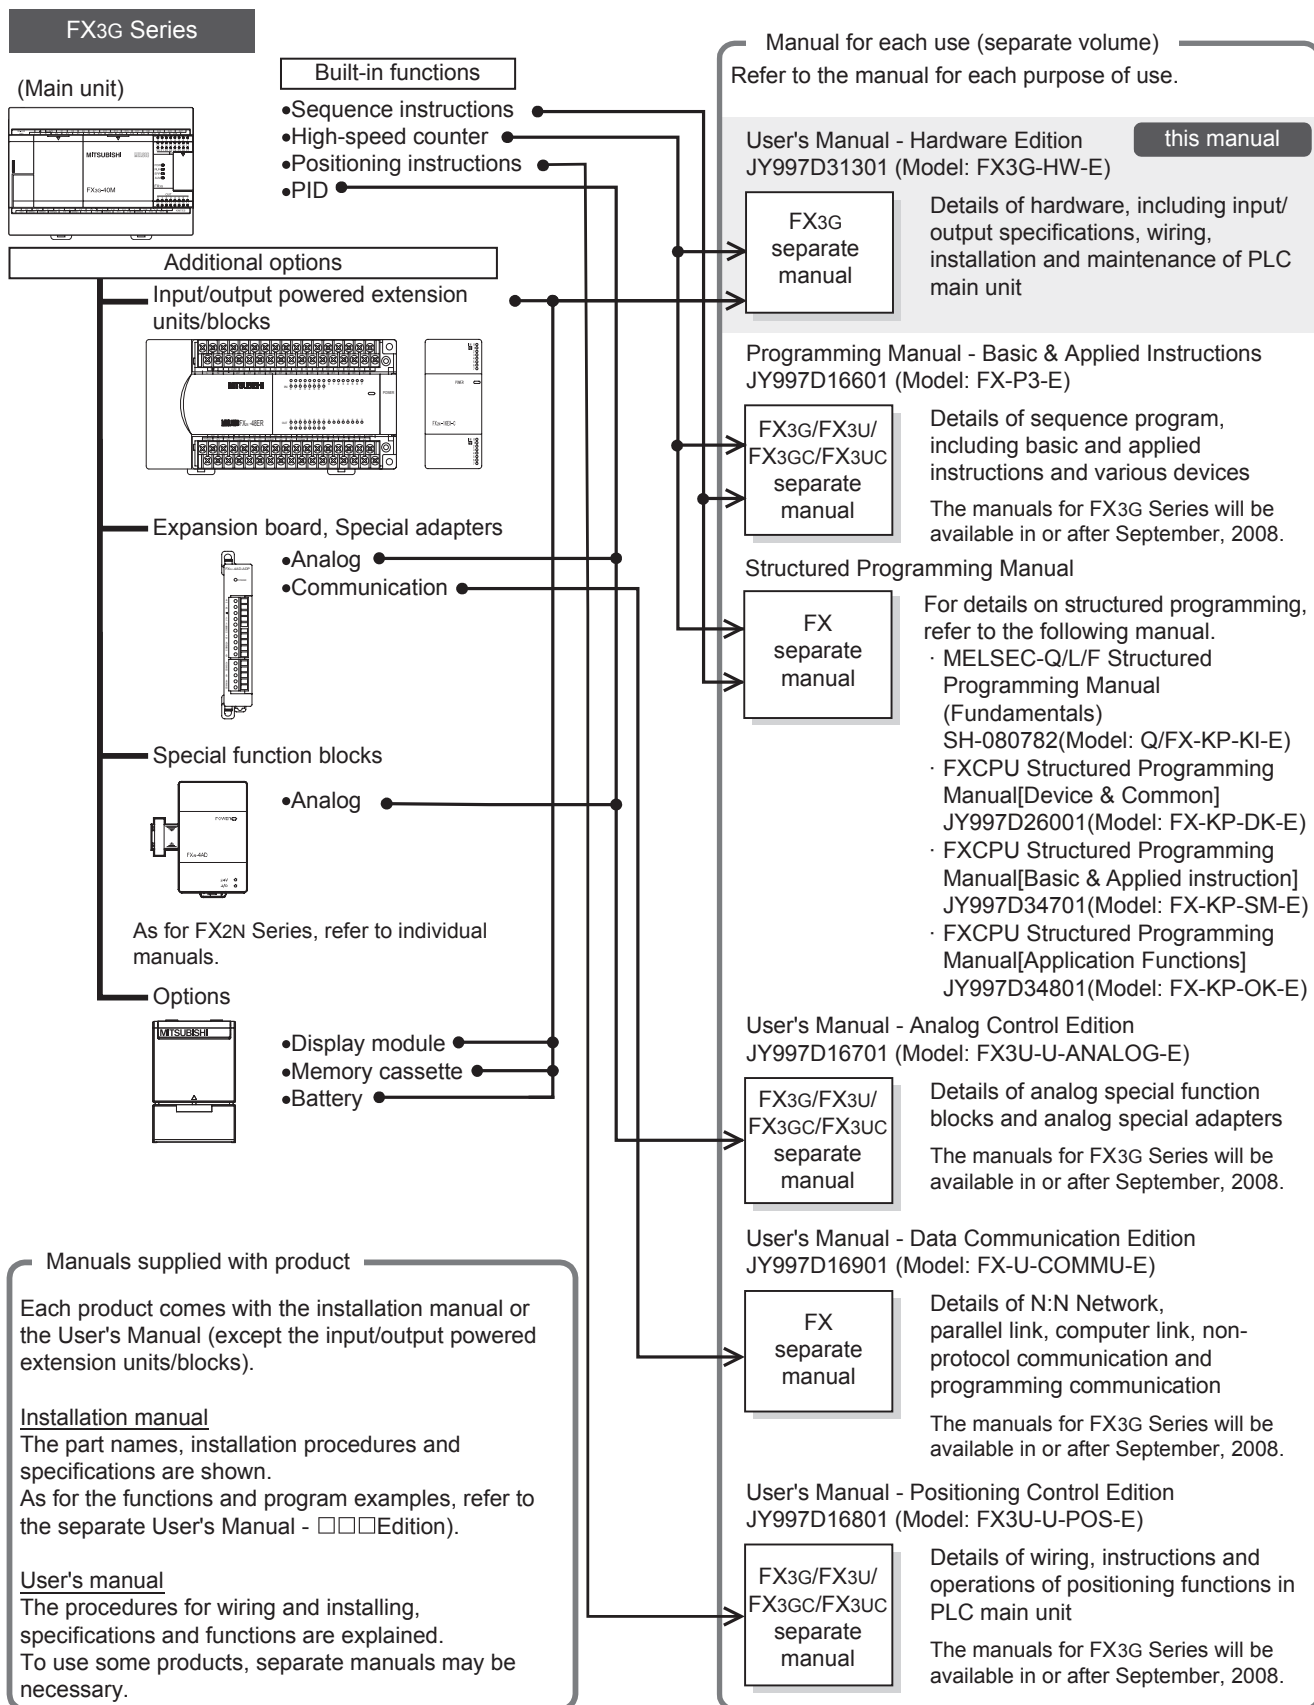 FX3G Series
(Main unit)
MITSUBISHI
FX3G-40M
Built-in functions
•Sequence instructions
•High-speed counter
•Positioning instructions
•PID
Additional options
Input/output powered extension
units/blocks
MITSUBISHI
POWER
POWER
Expansion board, Special adapters
•Analog
•Communication
Special function blocks
POWER
•Analog
As for FX2N Series, refer to individual
manuals.
Options
MITSUBISHI
•Display module
•Memory cassette
•Battery
Manuals supplied with product
Each product comes with the installation manual or
the User's Manual (except the input/output powered
extension units/blocks).
Installation manual
The part names, installation procedures and
specifications are shown.
As for the functions and program examples, refer to
the separate User's Manual - □□□Edition).
User's manual
The procedures for wiring and installing,
specifications and functions are explained.
To use some products, separate manuals may be
necessary.
Manual for each use (separate volume)
Refer to the manual for each purpose of use.
User's Manual - Hardware Edition
this manual
JY997D31301 (Model: FX3G-HW-E)
FX3G
separate
manual
Details of hardware, including input/
output specifications, wiring,
installation and maintenance of PLC
main unit
Programming Manual - Basic & Applied Instructions
JY997D16601 (Model: FX-P3-E)
FX3G/FX3U/
FX3GC/FX3UC
separate
manual
Details of sequence program,
including basic and applied
instructions and various devices
The manuals for FX3G Series will be
available in or after September, 2008.
Structured Programming Manual
FX
separate
manual
For details on structured programming,
refer to the following manual.
· MELSEC-Q/L/F Structured
Programming Manual
(Fundamentals)
SH-080782(Model: Q/FX-KP-KI-E)
· FXCPU Structured Programming
Manual[Device & Common]
JY997D26001(Model: FX-KP-DK-E)
· FXCPU Structured Programming
Manual[Basic & Applied instruction]
JY997D34701(Model: FX-KP-SM-E)
· FXCPU Structured Programming
Manual[Application Functions]
JY997D34801(Model: FX-KP-OK-E)
User's Manual - Analog Control Edition
JY997D16701 (Model: FX3U-U-ANALOG-E)
FX3G/FX3U/
FX3GC/FX3UC
separate
manual
Details of analog special function
blocks and analog special adapters
The manuals for FX3G Series will be
available in or after September, 2008.
User's Manual - Data Communication Edition
JY997D16901 (Model: FX-U-COMMU-E)
FX
separate
manual
Details of N:N Network,
parallel link, computer link, non-
protocol communication and
programming communication
The manuals for FX3G Series will be
available in or after September, 2008.
User's Manual - Positioning Control Edition
JY997D16801 (Model: FX3U-U-POS-E)
FX3G/FX3U/
FX3GC/FX3UC
separate
manual
Details of wiring, instructions and
operations of positioning functions in
PLC main unit
The manuals for FX3G Series will be
available in or after September, 2008.